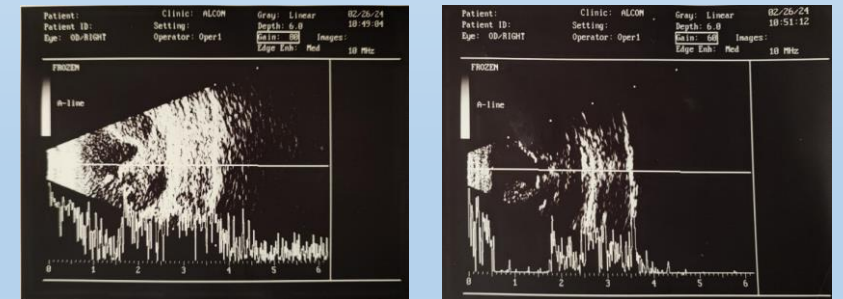 Patient: Clinic: ALCON Gray: Linear 02/26/24
Patient ID: Setting: Depth: 6.0 10:49:04
Eye: OD/RIGHT Operator: Oper1 Gain: 80 Images:
Edge Enh: Med 10 MHz
FROZEN
A-line
0 1 2 3 4 5 6
Patient: Clinic: ALCON Gray: Linear 02/26/24
Patient ID: Setting: Depth: 6.0 10:51:12
Eye: OD/RIGHT Operator: Oper1 Gain: 60 Images:
Edge Enh: Med 10 MHz
FROZEN
A-line
0 1 2 3 4 5 6